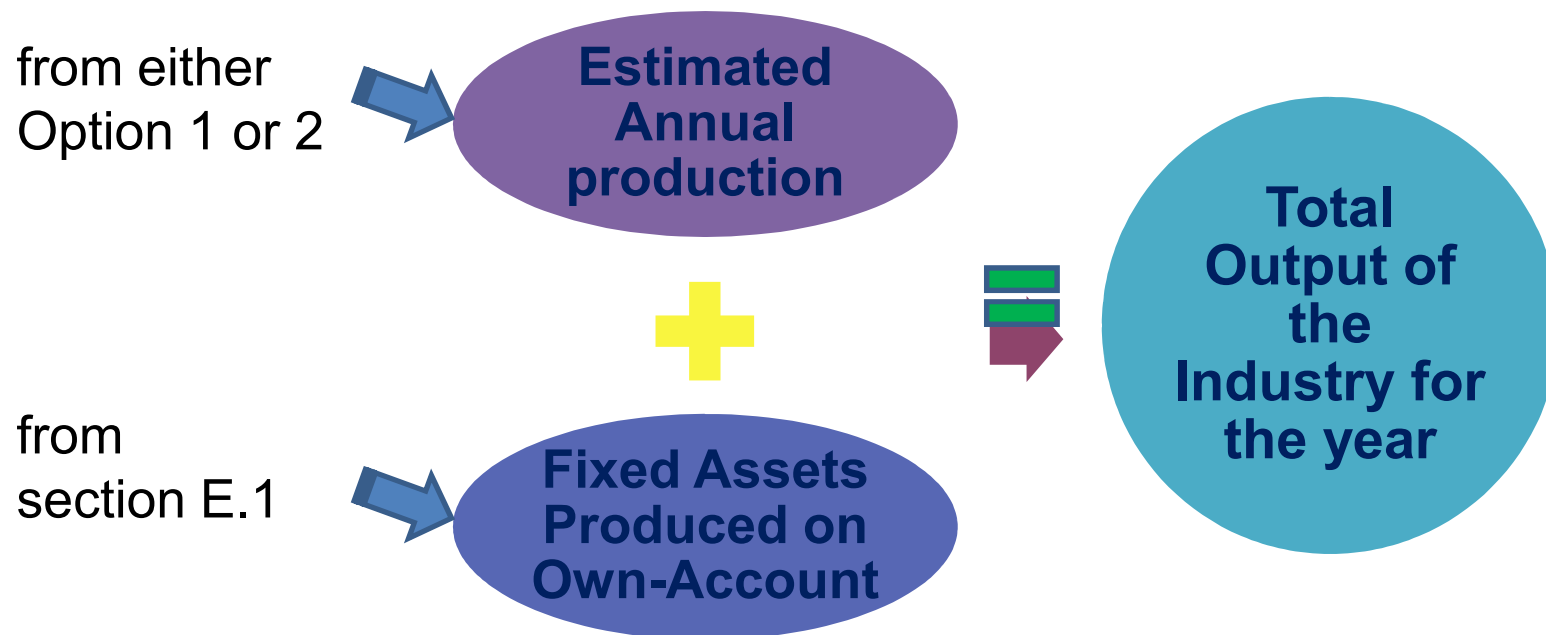 from either
Option 1 or 2
Estimated
Annual
production
from
section E.1
Fixed Assets
Produced on
Own-Account
Total
Output of
the
Industry for
the year